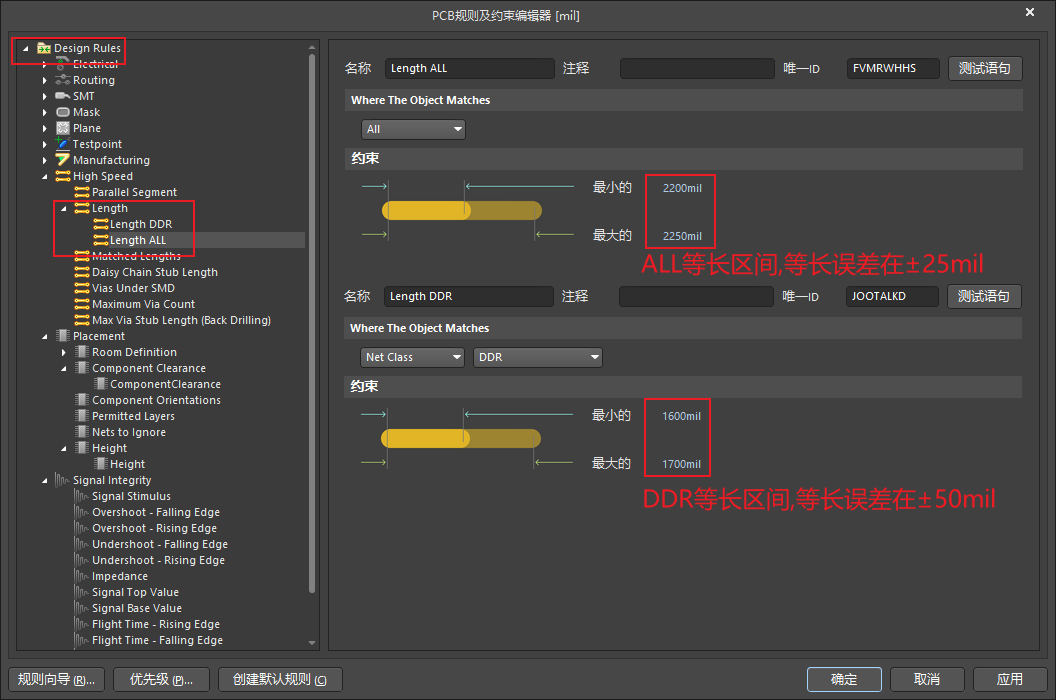 PCB规则及约束编辑器 [mil]
Design Rules
Electrical
Routing
SMT
Mask
Plane
Testpoint
Manufacturing
High Speed
Parallel Segment
Length
Length DDR
Length ALL
Matched Lengths
Daisy Chain Stub Length
Vias Under SMD
Maximum Via Count
Max Via Stub Length (Back Drilling)
Placement
Room Definition
Component Clearance
ComponentClearance
Component Orientations
Permitted Layers
Nets to Ignore
Height
Height
Signal Integrity
Signal Stimulus
Overshoot - Falling Edge
Overshoot - Rising Edge
Undershoot - Falling Edge
Undershoot - Rising Edge
Impedance
Signal Top Value
Signal Base Value
Flight Time - Rising Edge
Flight Time - Falling Edge
名称 Length ALL 注释 唯一ID FVMRWHHS 测试语句
Where The Object Matches
All
约束
最小的 2200mil
最大的 2250mil
ALL等长区间,等长误差在±25mil
名称 Length DDR 注释 唯一ID JOOTALKD 测试语句
Where The Object Matches
Net Class DDR
约束
最小的 1600mil
最大的 1700mil
DDR等长区间,等长误差在±50mil
规则向导 (R)... 优先级 (P)... 创建默认规则 (C) 确定 取消 应用